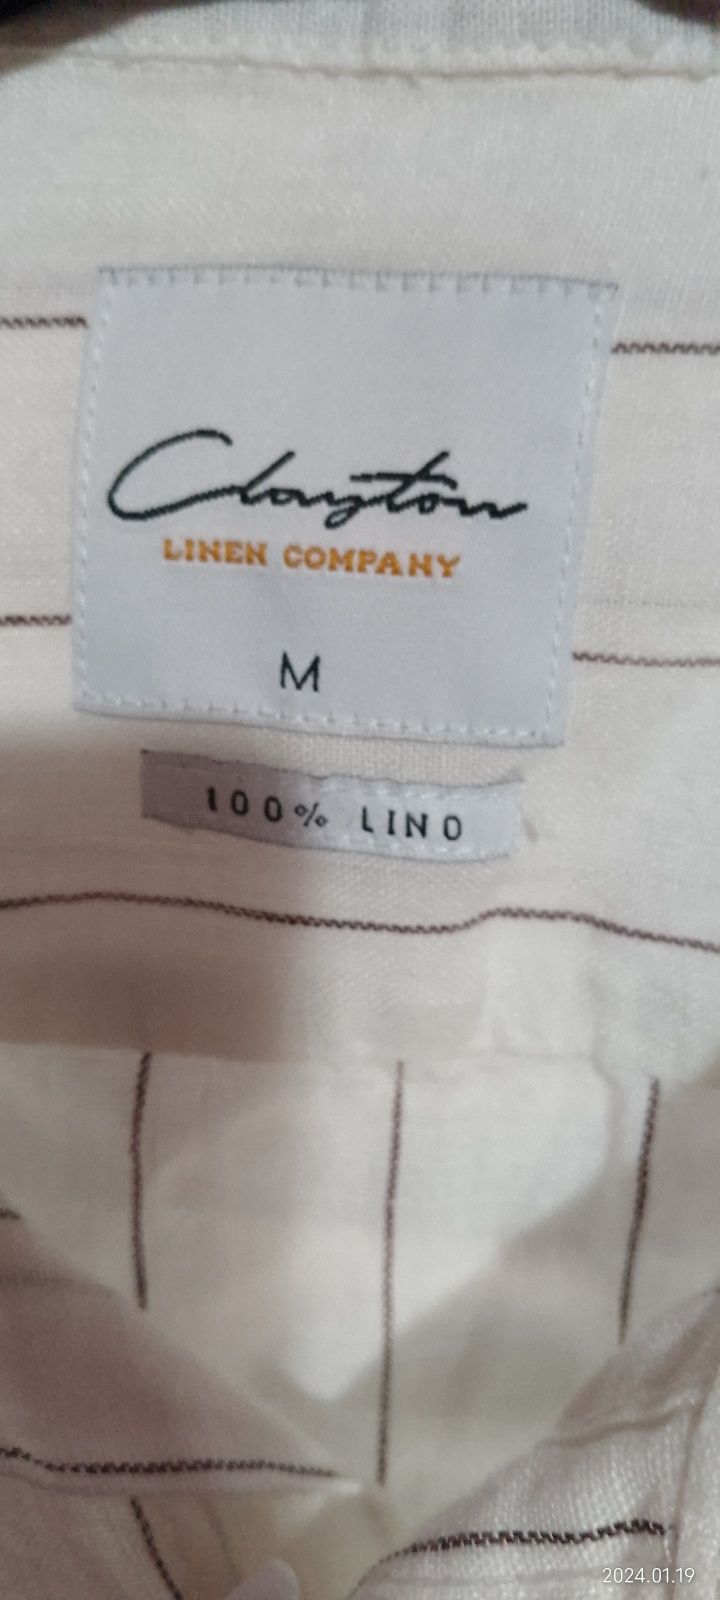 Clayton
LINEN COMPANY
M
100% LINO
2024.01.19